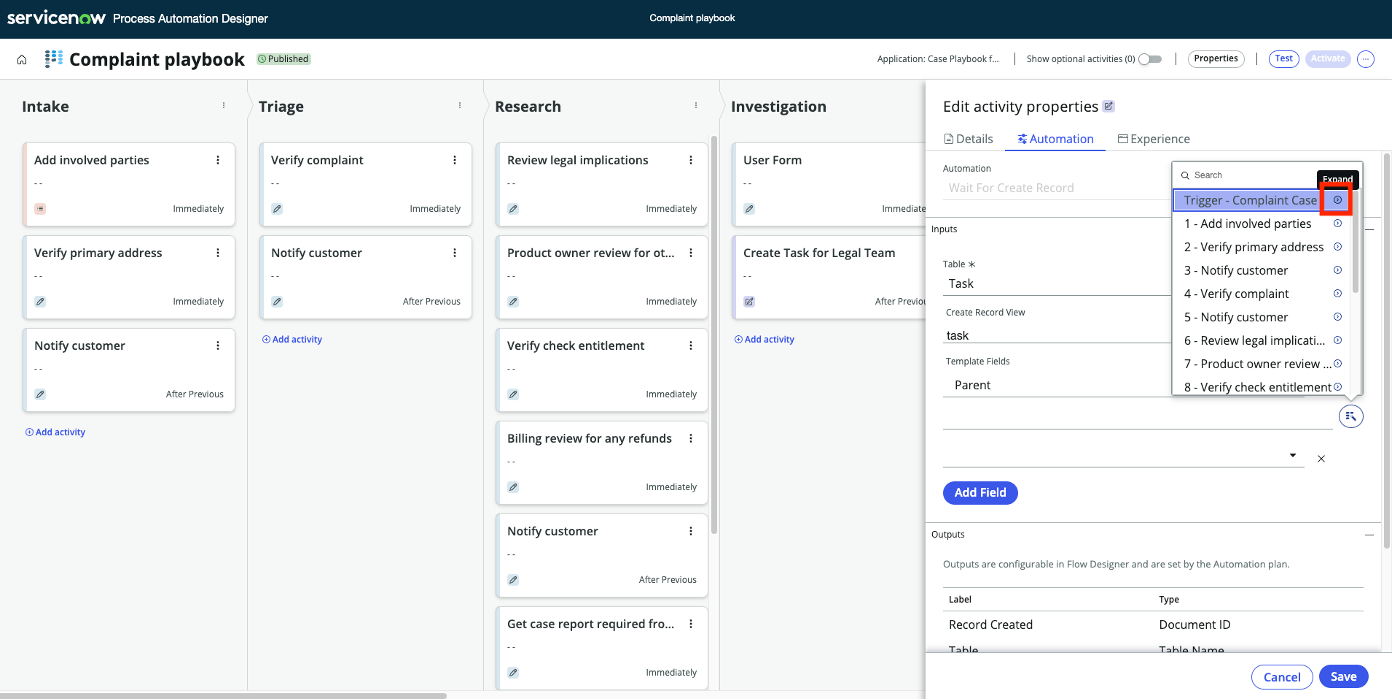 servicenow Process Automation Designer
Complaint playbook
Complaint playbook
Published
Application: Case Playbook f...
Show optional activities (0)
Properties
Test
Activate
Intake
Add involved parties
--
Immediately
Verify primary address
--
Immediately
Notify customer
--
After Previous
Add activity
Triage
Verify complaint
--
Immediately
Notify customer
--
After Previous
Add activity
Research
Review legal implications
--
Immediately
Product owner review for ot...
--
Immediately
Verify check entitlement
--
Immediately
Billing review for any refunds
--
Immediately
Notify customer
--
After Previous
Get case report required fro...
--
Immediately
Investigation
User Form
--
Immedia
Create Task for Legal Team
--
After Previou
Add activity
Edit activity properties
Details
Automation
Experience
Automation
Wait For Create Record
Search
Expand
Trigger - Complaint Case
1 - Add involved parties
2 - Verify primary address
3 - Notify customer
4 - Verify complaint
5 - Notify customer
6 - Review legal implicati...
7 - Product owner review ...
8 - Verify check entitlement
Inputs
Table *
Task
Create Record View
task
Template Fields
Parent
Add Field
Outputs
Outputs are configurable in Flow Designer and are set by the Automation plan.
Label Type
Record Created Document ID
Table Table Name
Cancel
Save